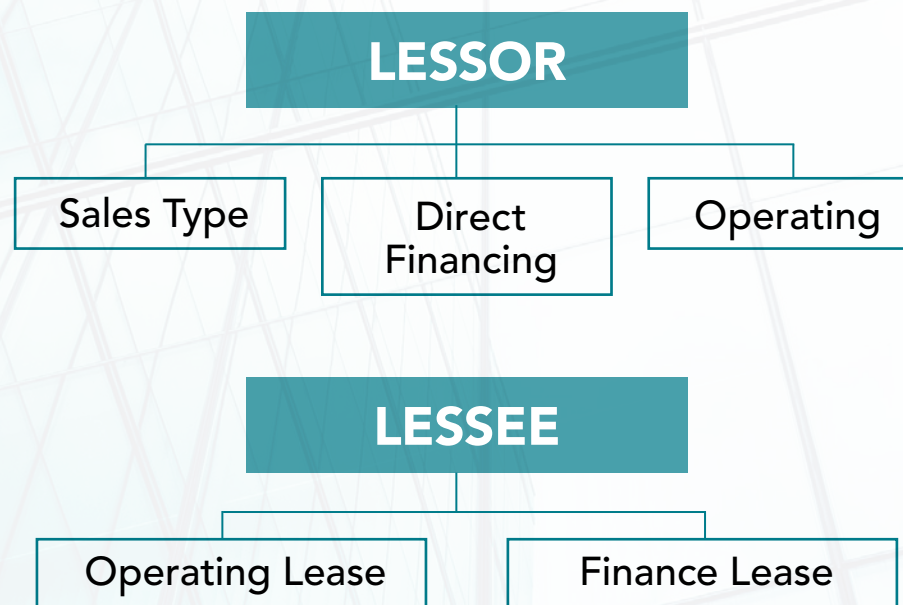 LESSOR
Sales Type
Direct
Financing
Operating
LESSEE
Operating Lease
Finance Lease